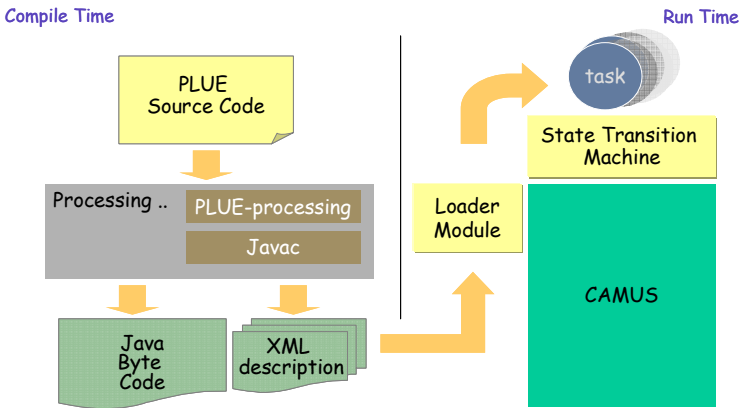 Compile Time
Run Time
PLUE
Source Code
task
State Transition
Machine
Processing ..
PLUE-processing
Javac
Loader
Module
CAMUS
Java
Byte
Code
XML
description